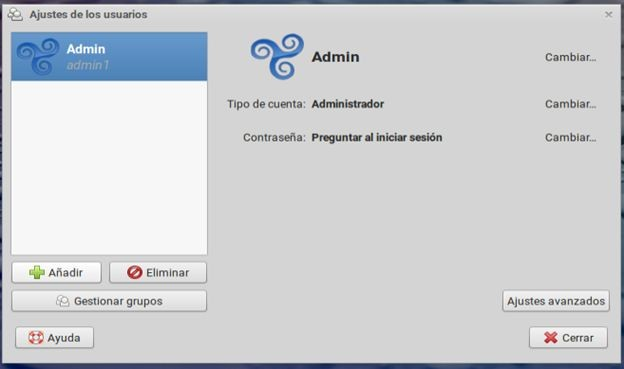 Ajustes de los usuarios
Admin
admin1
Admin
Cambiar...
Tipo de cuenta: Administrador
Cambiar...
Contraseña: Preguntar al iniciar sesión
Cambiar...
Añadir
Eliminar
Gestionar grupos
Ajustes avanzados
Ayuda
Cerrar